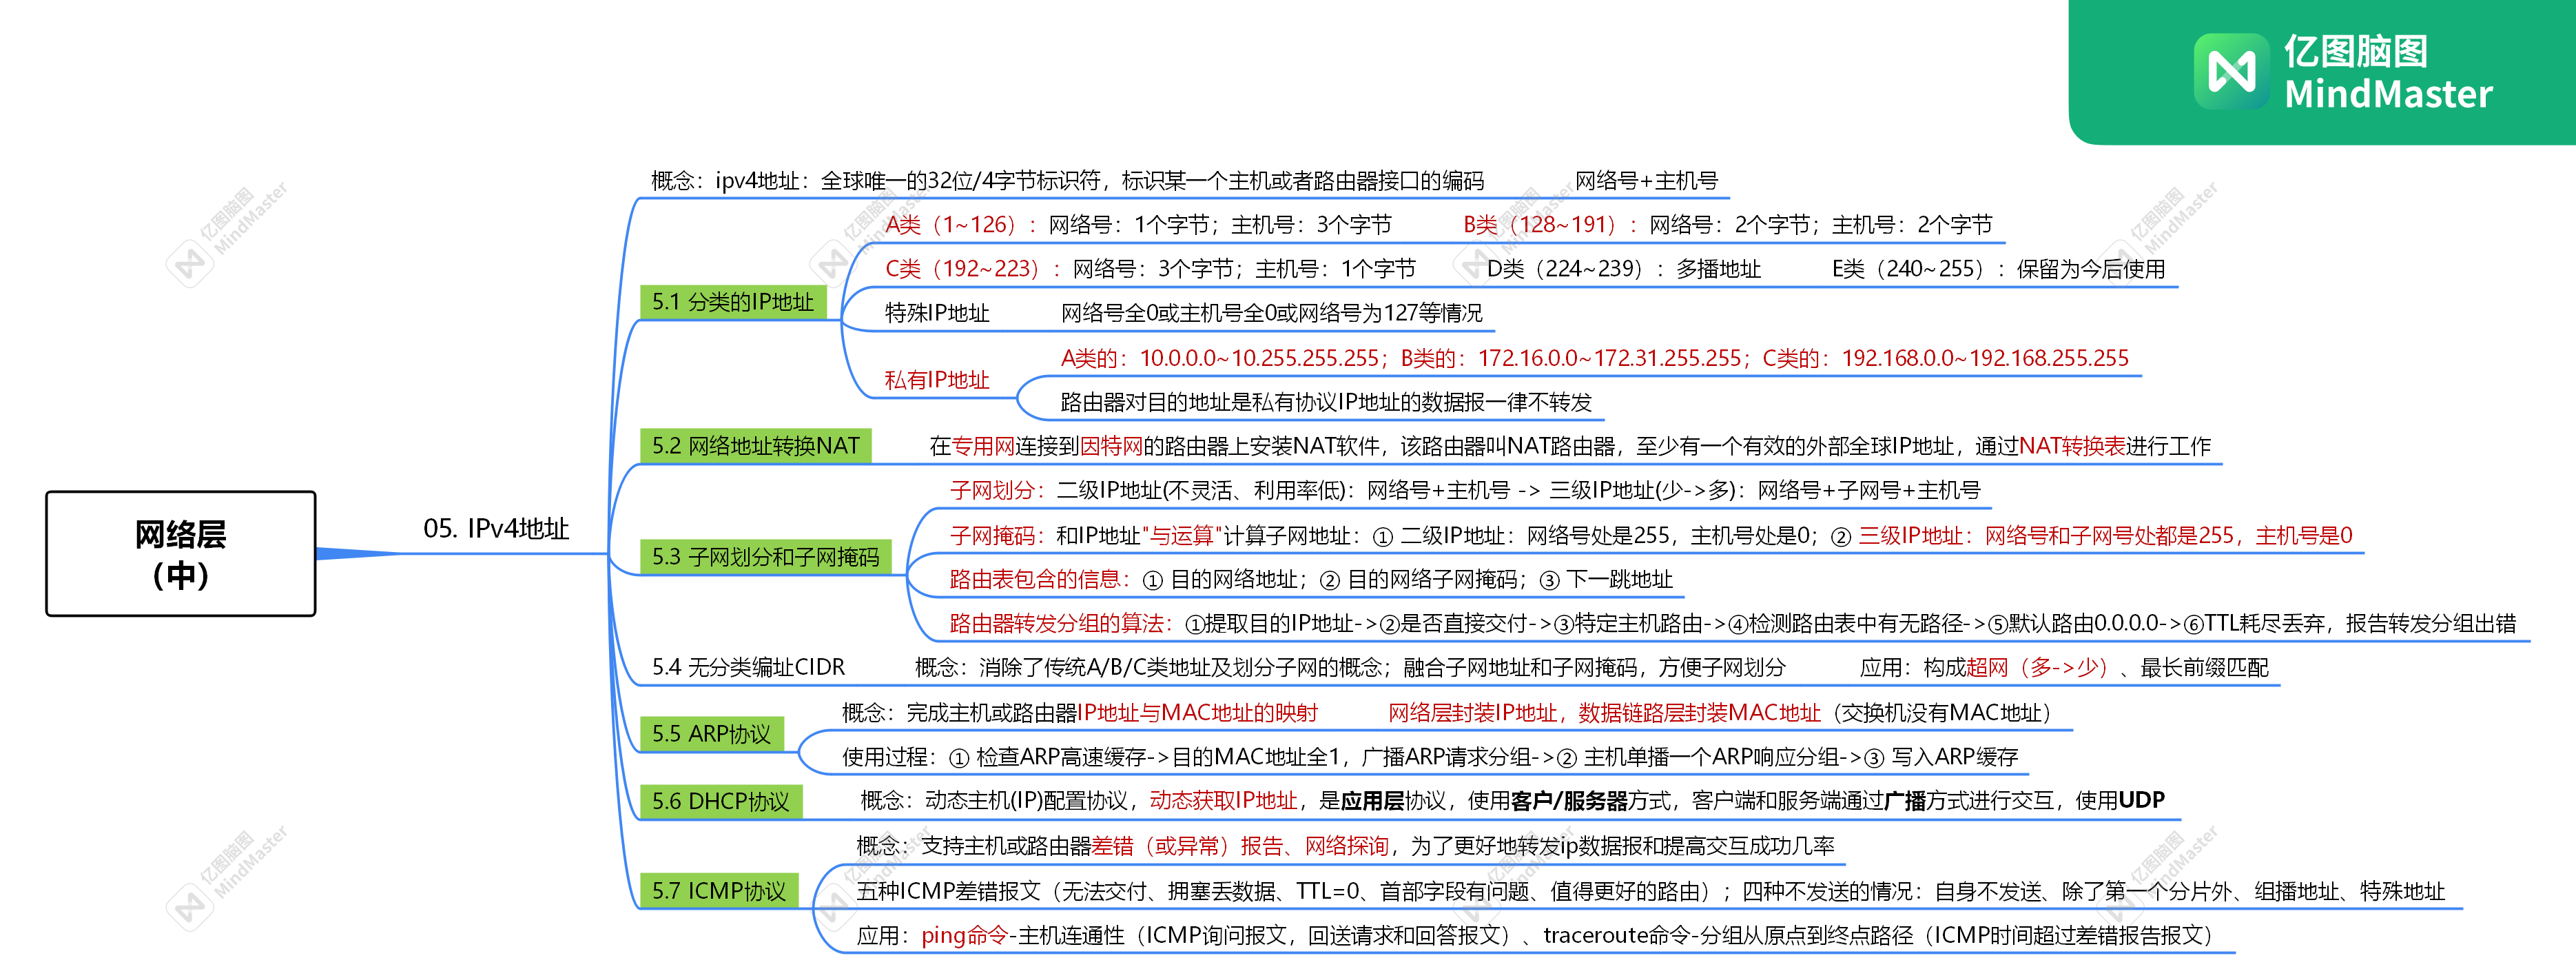 亿图脑图
MindMaster
概念：ipv4地址：全球唯一的32位/4字节标识符，标识某一个主机或者路由器接口的编码 网络号+主机号
A类（1~126）：网络号：1个字节；主机号：3个字节 B类（128~191）：网络号：2个字节；主机号：2个字节
C类（192~223）：网络号：3个字节；主机号：1个字节 D类（224~239）：多播地址 E类（240~255）：保留为今后使用
5.1 分类的IP地址
特殊IP地址 网络号全0或主机号全0或网络号为127等情况
A类的：10.0.0.0~10.255.255.255；B类的：172.16.0.0~172.31.255.255；C类的：192.168.0.0~192.168.255.255
私有IP地址
路由器对目的地址是私有协议IP地址的数据报一律不转发
5.2 网络地址转换NAT 在专用网连接到因特网的路由器上安装NAT软件，该路由器叫NAT路由器，至少有一个有效的外部全球IP地址，通过NAT转换表进行工作
子网划分：二级IP地址(不灵活、利用率低)：网络号+主机号 -> 三级IP地址(少->多)：网络号+子网号+主机号
网络层
（中）
05. IPv4地址
子网掩码：和IP地址"与运算"计算子网地址：① 二级IP地址：网络号处是255，主机号处是0；② 三级IP地址：网络号和子网号处都是255，主机号是0
5.3 子网划分和子网掩码
路由表包含的信息：① 目的网络地址；② 目的网络子网掩码；③ 下一跳地址
路由器转发分组的算法：①提取目的IP地址->②是否直接交付->③特定主机路由->④检测路由表中有无路径->⑤默认路由0.0.0.0->⑥TTL耗尽丢弃，报告转发分组出错
5.4 无分类编址CIDR 概念：消除了传统A/B/C类地址及划分子网的概念；融合子网地址和子网掩码，方便子网划分 应用：构成超网（多->少）、最长前缀匹配
概念：完成主机或路由器IP地址与MAC地址的映射 网络层封装IP地址，数据链路层封装MAC地址（交换机没有MAC地址）
5.5 ARP协议
使用过程：① 检查ARP高速缓存->目的MAC地址全1，广播ARP请求分组->② 主机单播一个ARP响应分组->③ 写入ARP缓存
5.6 DHCP协议 概念：动态主机(IP)配置协议，动态获取IP地址，是应用层协议，使用客户/服务器方式，客户端和服务端通过广播方式进行交互，使用UDP
概念：支持主机或路由器差错（或异常）报告、网络探询，为了更好地转发ip数据报和提高交互成功几率
5.7 ICMP协议 五种ICMP差错报文（无法交付、拥塞丢数据、TTL=0、首部字段有问题、值得更好的路由）；四种不发送的情况：自身不发送、除了第一个分片外、组播地址、特殊地址
应用：ping命令-主机连通性（ICMP询问报文，回送请求和回答报文）、traceroute命令-分组从原点到终点路径（ICMP时间超过差错报告报文）
亿图脑图
MindMaster
亿图脑图
MindMaster
亿图脑图
MindMaster
亿图脑图
MindMaster
亿图脑图
MindMaster
亿图脑图
MindMaster
亿图脑图
MindMaster
亿图脑图
MindMaster